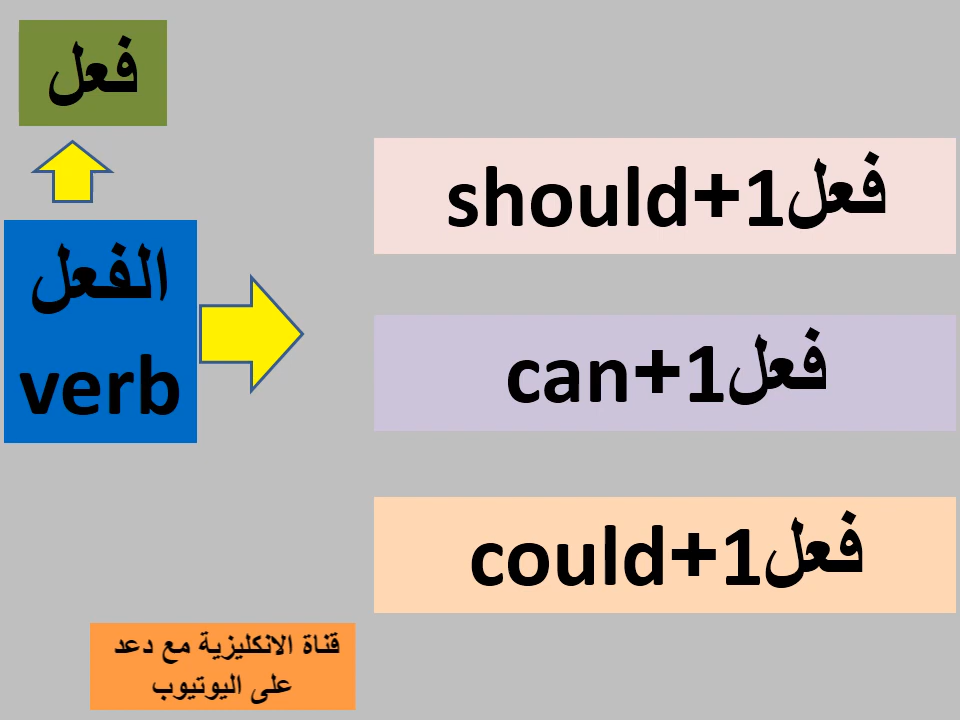 فعل
الفعل
verb
should+1فعل
can+1فعل
could+1فعل
قناة الانكليزية مع دعد
على اليوتيوب